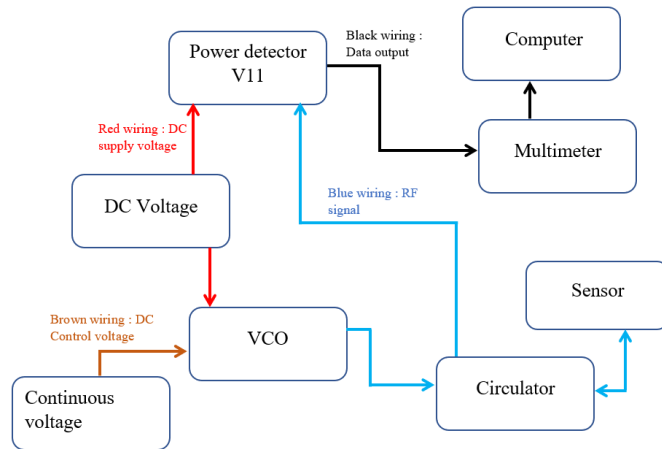 Power detector
V11
Black wiring :
Data output
Computer
Red wiring : DC
supply voltage
Multimeter
DC Voltage
Blue wiring : RF
signal
Sensor
Brown wiring : DC
Control voltage
VCO
Continuous
voltage
Circulator